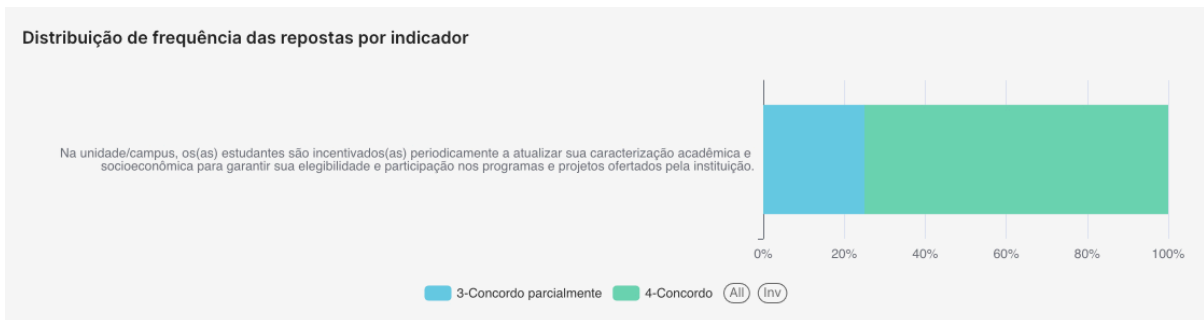 Distribuição de frequência das repostas por indicador
Na unidade/campus, os(as) estudantes são incentivados(as) periodicamente a atualizar sua caracterização acadêmica e
socioeconômica para garantir sua elegibilidade e participação nos programas e projetos ofertados pela instituição.
0% 20% 40% 60% 80% 100%
3-Concordo parcialmente 4-Concordo All Inv